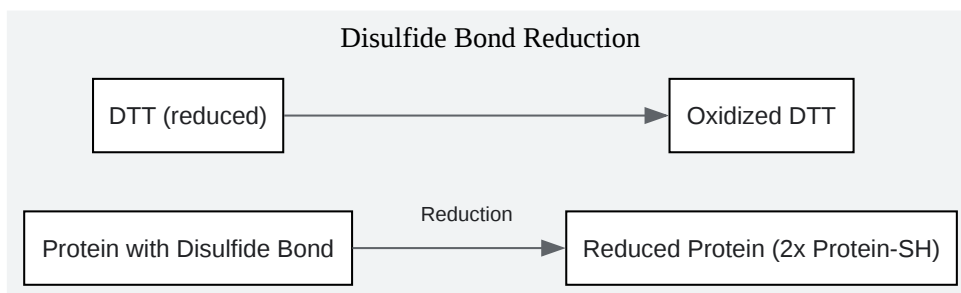 Disulfide Bond Reduction
DTT (reduced)
Oxidized DTT
Reduction
Protein with Disulfide Bond
Reduced Protein (2x Protein-SH)